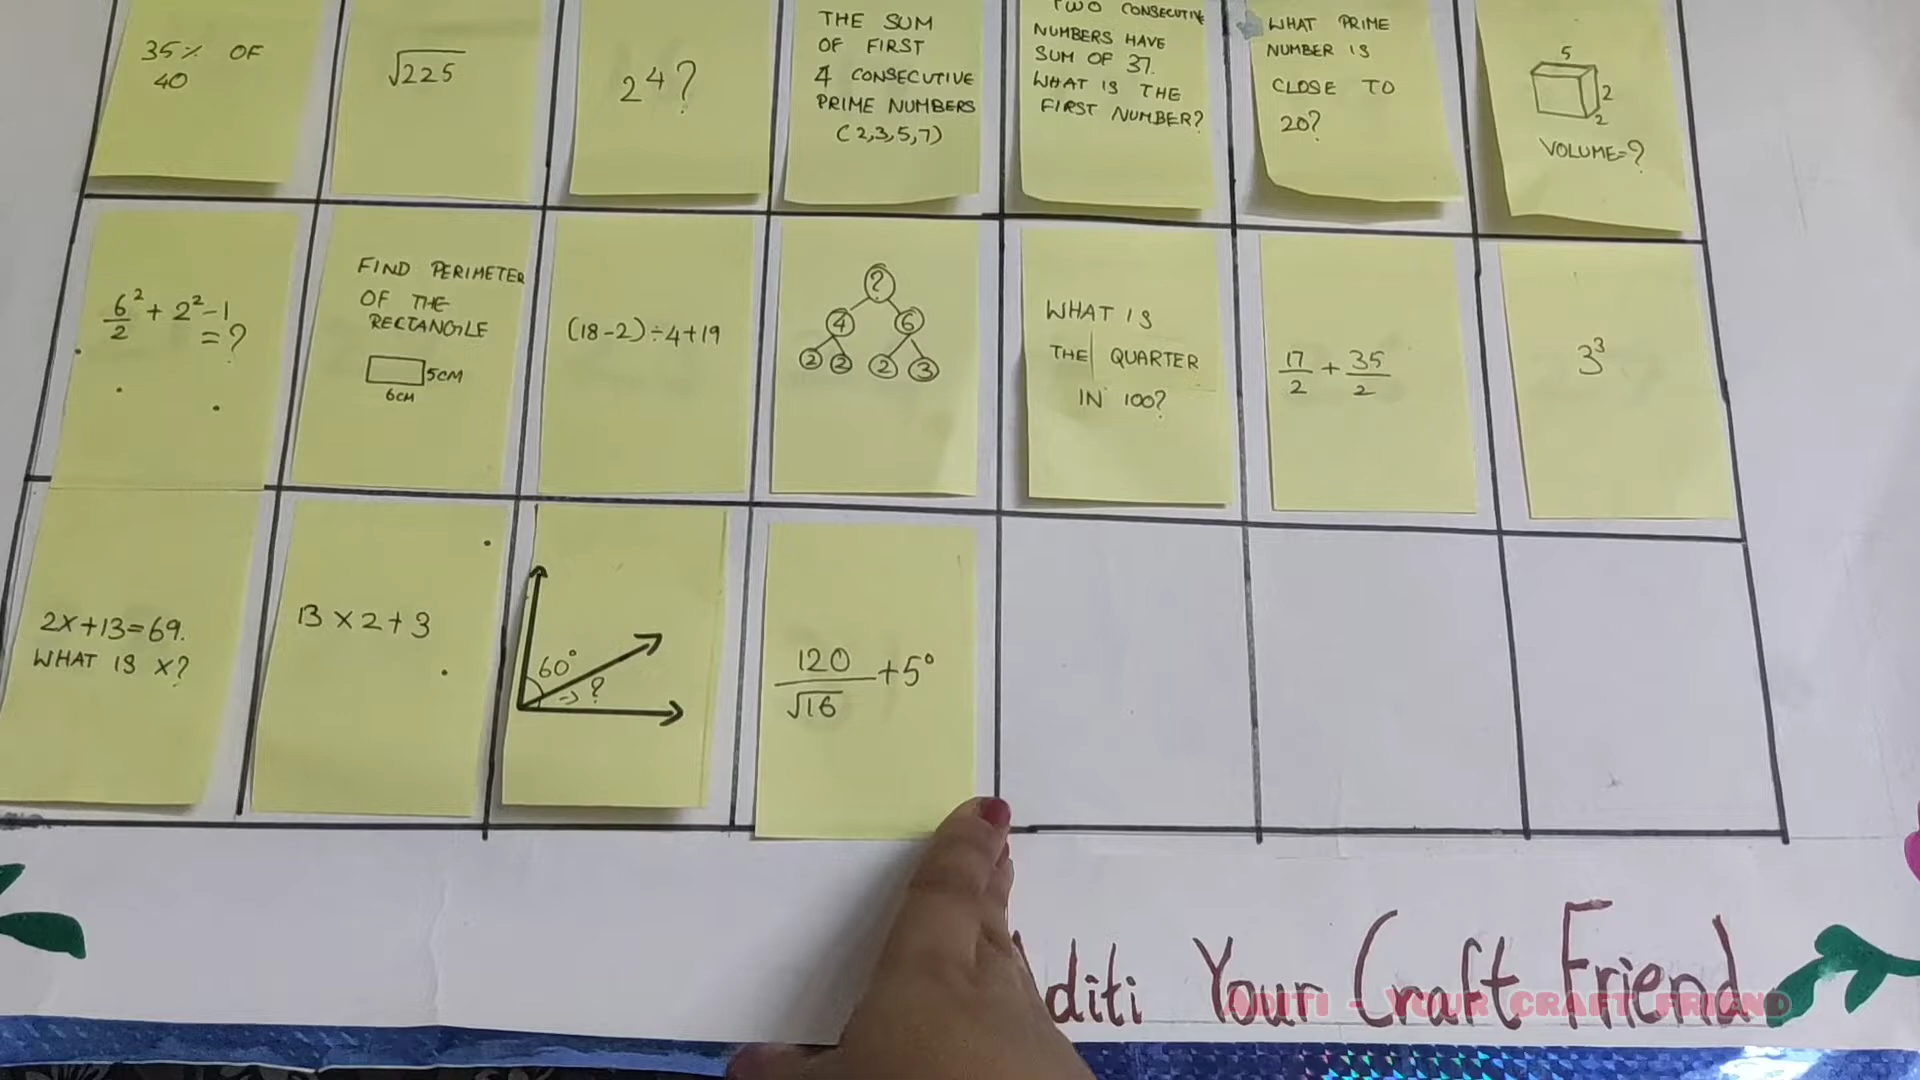 35% OF
40
√225
2⁴?
THE SUM
OF FIRST
4 CONSECUTIVE
PRIME NUMBERS
(2,3,5,7)
TWO CONSECUTIVE
NUMBERS HAVE
SUM OF 37.
WHAT IS THE
FIRST NUMBER?
WHAT PRIME
NUMBER IS
CLOSE TO
20?
5
2
2
VOLUME=?
6²/2 + 2²-1
=?
FIND PERIMETER
OF THE
RECTANGLE
5CM
6CM
(18-2)÷4+19
?
4 6
2 2 2 3
WHAT IS
THE QUARTER
IN 100?
17/2 + 35/2
3³
2x+13=69.
WHAT IS X?
13 × 2 + 3
60°
→ ?
120/√16 + 5⁰
Aditi Your Craft Friend
ADITI - YOUR CRAFT FRIEND